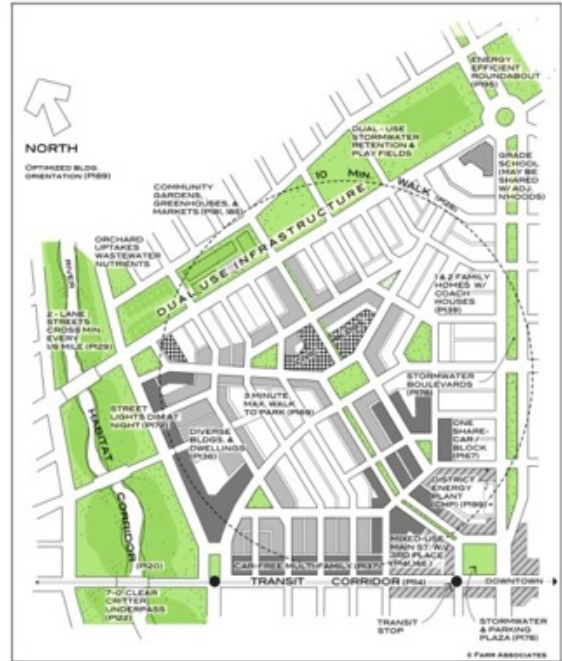 NORTH
OPTIMIZED BLDG.
ORIENTATION (P189)
ENERGY
EFFICIENT
ROUNDABOUT
(P195)
DUAL - USE
STORMWATER
RETENTION &
PLAY FIELDS
GRADE
SCHOOL
(MAY BE
SHARED
W/ ADJ.
N'HOODS)
10 MIN. WALK
COMMUNITY
GARDENS,
GREENHOUSES, &
MARKETS (P181, 185)
DUAL USE INFRASTRUCTURE
ORCHARD
UPTAKES
WASTEWATER
NUTRIENTS
RIVER
2 - LANE
STREETS
CROSS MIN.
EVERY
1/6 MILE (P129)
1 & 2 FAMILY
HOMES W/
COACH
HOUSES
(P139)
STORMWATER
BOULEVARDS
(P178)
3 MINUTE
MAX. WALK
TO PARK (P169)
STREET
LIGHTS DIM AT
NIGHT (P172)
DIVERSE
BLDGS. &
DWELLINGS
(P136)
ONE
SHARE-
CAR /
BLOCK
(P167)
HABITAT
CORRIDOR
(P120)
DISTRICT
ENERGY
PLANT
(CHP) (P199)
MIXED-USE
MAIN ST. W/
3RD PLACE
CAR-FREE MULTI-FAMILY (P137)
TRANSIT CORRIDOR (P114)
DOWNTOWN
7'-0" CLEAR
CRITTER
UNDERPASS
(P122)
TRANSIT
STOP
STORMWATER
& PARKING
PLAZA (P178)
© FARR ASSOCIATES